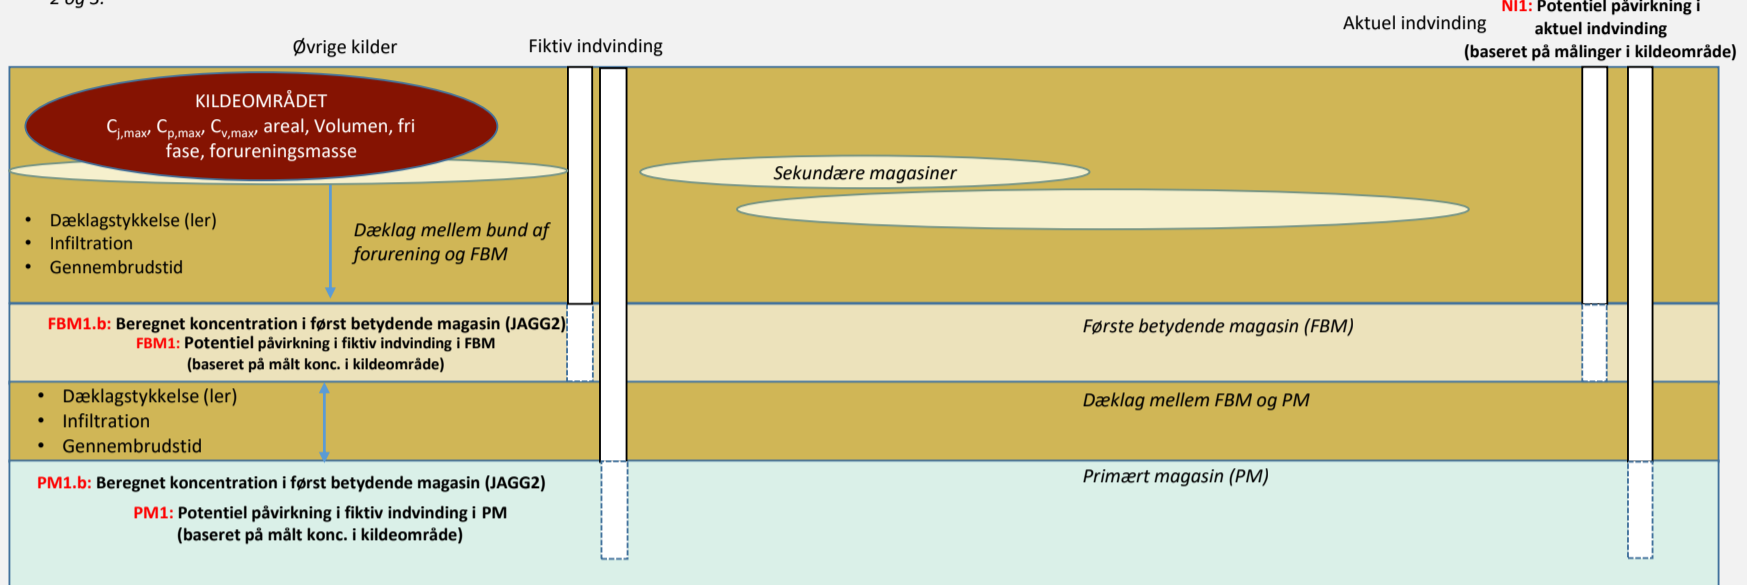 2 og 3.
NI1: Potentiel påvirkning i
aktuel indvinding
(baseret på målinger i kildeområde)
Aktuel indvinding
Øvrige kilder
Fiktiv indvinding
KILDEOMRÅDET
Cj,max, Cp,max, Cv,max, areal, Volumen, fri
fase, forureningsmasse
Sekundære magasiner
• Dæklagstykkelse (ler)
• Infiltration
• Gennembrudstid
Dæklag mellem bund af
forurening og FBM
FBM1.b: Beregnet koncentration i først betydende magasin (JAGG2)
FBM1: Potentiel påvirkning i fiktiv indvinding i FBM
(baseret på målt konc. i kildeområde)
Første betydende magasin (FBM)
• Dæklagstykkelse (ler)
• Infiltration
• Gennembrudstid
Dæklag mellem FBM og PM
PM1.b: Beregnet koncentration i først betydende magasin (JAGG2)
PM1: Potentiel påvirkning i fiktiv indvinding i PM
(baseret på målt konc. i kildeområde)
Primært magasin (PM)